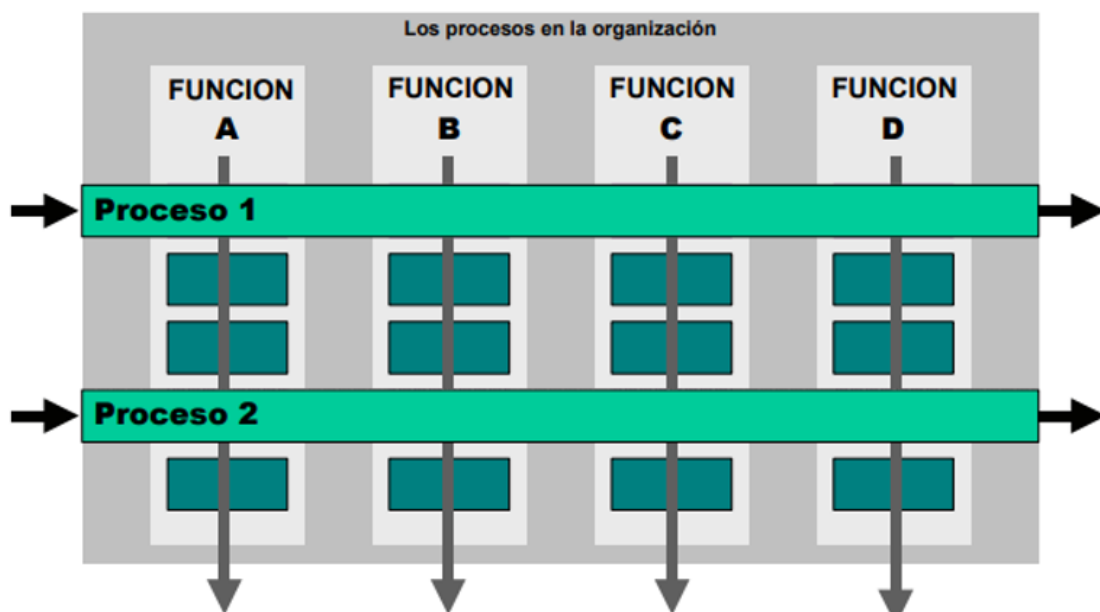 Los procesos en la organización
FUNCION
A
FUNCION
B
FUNCION
C
FUNCION
D
Proceso 1
Proceso 2